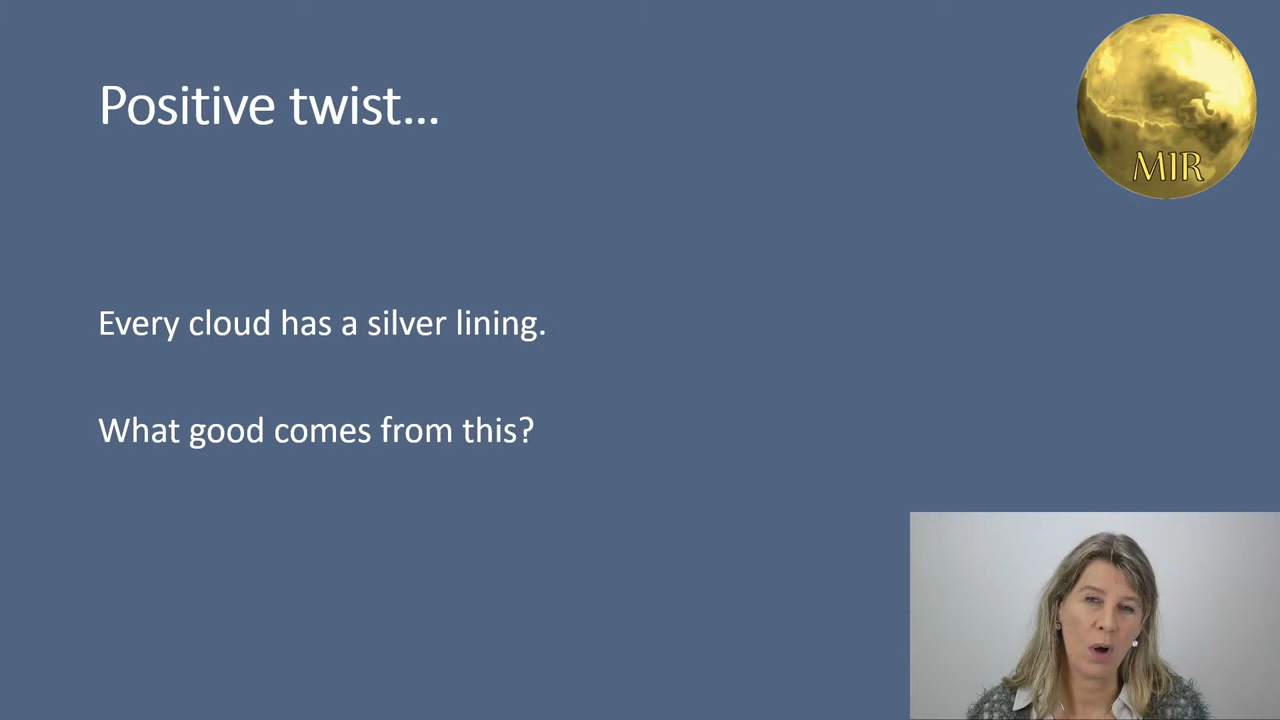 Positive twist...
MIR
Every cloud has a silver lining.
What good comes from this?